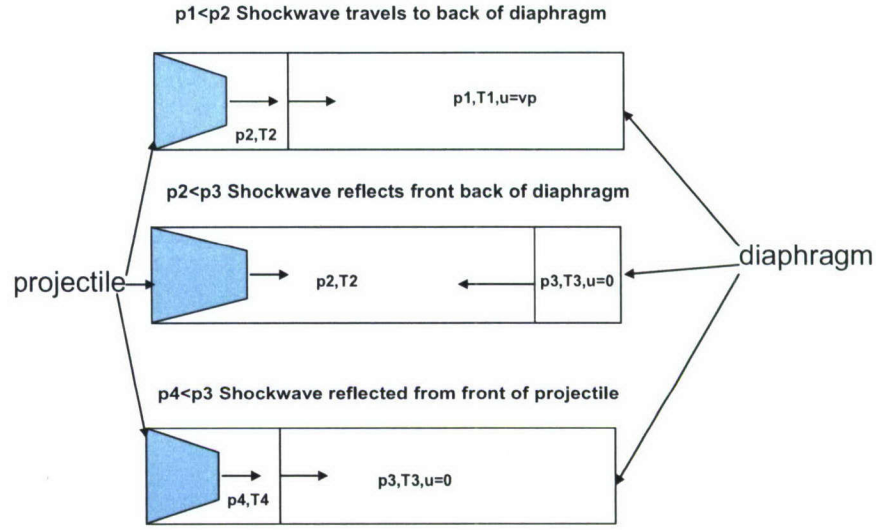 p1<p2 Shockwave travels to back of diaphragm
p1,T1,u=vp
p2,T2
p2<p3 Shockwave reflects front back of diaphragm
diaphragm
projectile
p2,T2
p3,T3,u=0
p4<p3 Shockwave reflected from front of projectile
p3,T3,u=0
p4,T4